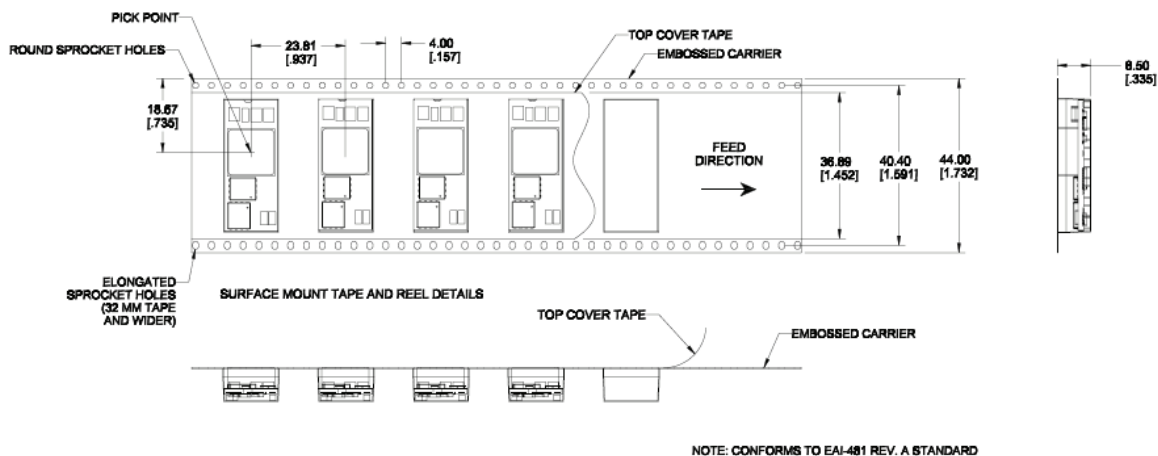 PICK POINT
ROUND SPROCKET HOLES
23.81
[.937]
4.00
[.157]
TOP COVER TAPE
EMBOSSED CARRIER
8.50
[.335]
18.67
[.735]
FEED
DIRECTION
36.89
[1.452]
40.40
[1.591]
44.00
[1.732]
ELONGATED
SPROCKET HOLES
(32 MM TAPE
AND WIDER)
SURFACE MOUNT TAPE AND REEL DETAILS
TOP COVER TAPE
EMBOSSED CARRIER
NOTE: CONFORMS TO EAI-481 REV. A STANDARD